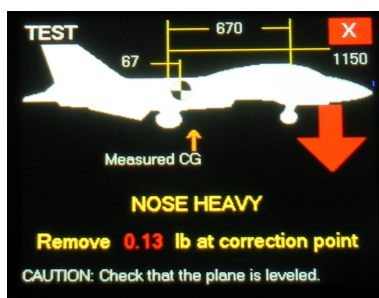 TEST
670
X
67
1150
Measured CG
NOSE HEAVY
Remove 0.13 lb at correction point
CAUTION: Check that the plane is leveled.